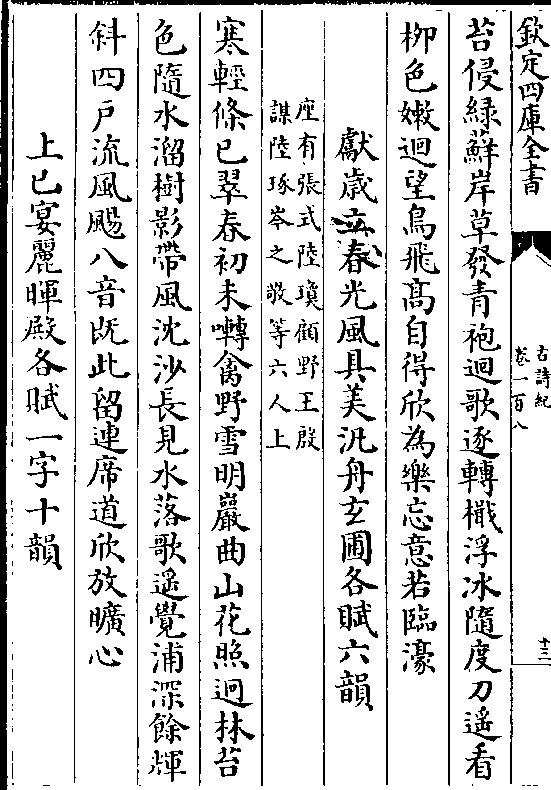 欽定四庫全書
古詩紀
卷一百八
十三
苔侵綠蘚岸草發青袍迴歌逐轉檝浮冰隨度刀遥看
柳色嫩迴望鳥飛髙自得欣為樂忘意若臨濠
獻歲立春光風具美汎舟玄圃各賦六韻
座有張式陸瓊顧野王殷
謀陸琢岑之敬等六人上
寒輕條已翠春初未囀禽野雪明巖曲山花照迥林苔
色隨水溜樹影帶風沈沙長見水落歌遥覺浦深餘輝
斜四戶流風颺八音既此留連席道欣放曠心
上巳宴麗暉殿各賦一字十韻